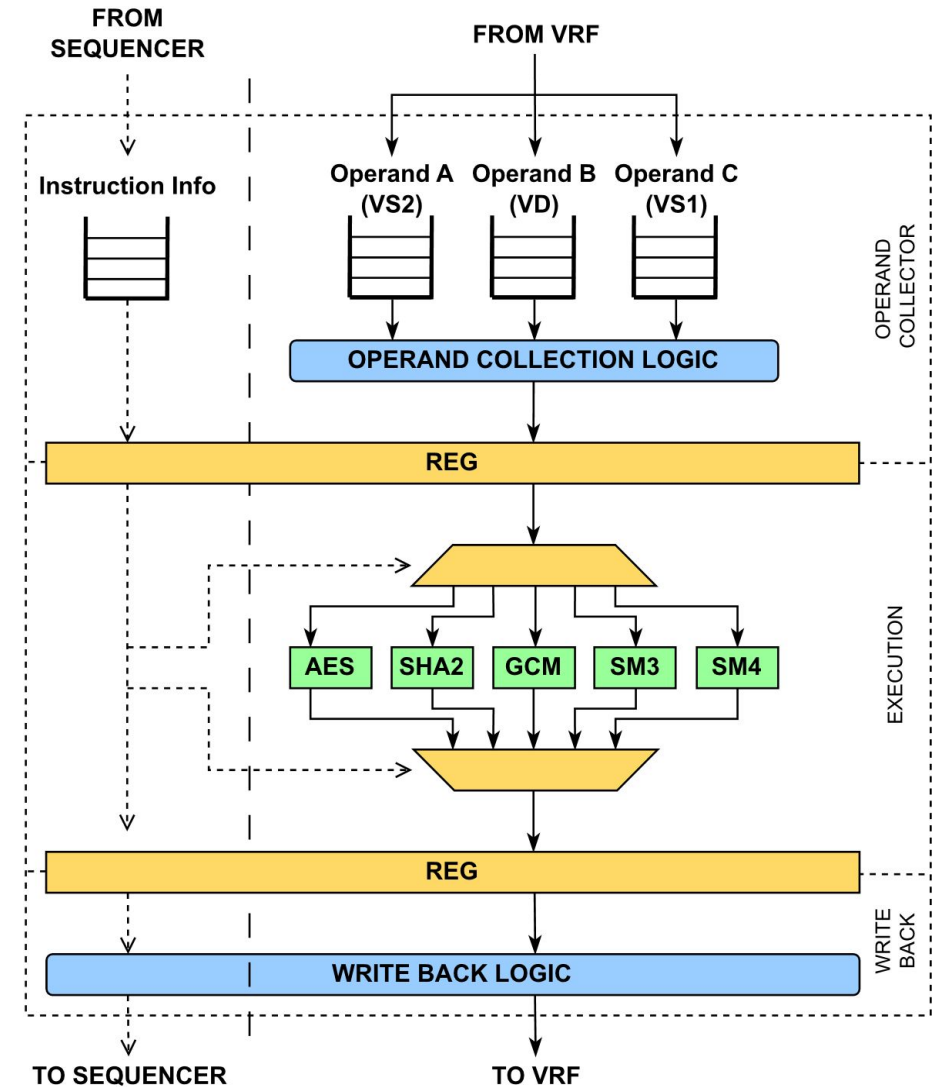 FROM
SEQUENCER
FROM VRF
Instruction Info
Operand A
(VS2)
Operand B
(VD)
Operand C
(VS1)
OPERAND
COLLECTOR
OPERAND COLLECTION LOGIC
REG
EXECUTION
AES
SHA2
GCM
SM3
SM4
REG
WRITE
BACK
WRITE BACK LOGIC
TO SEQUENCER
TO VRF